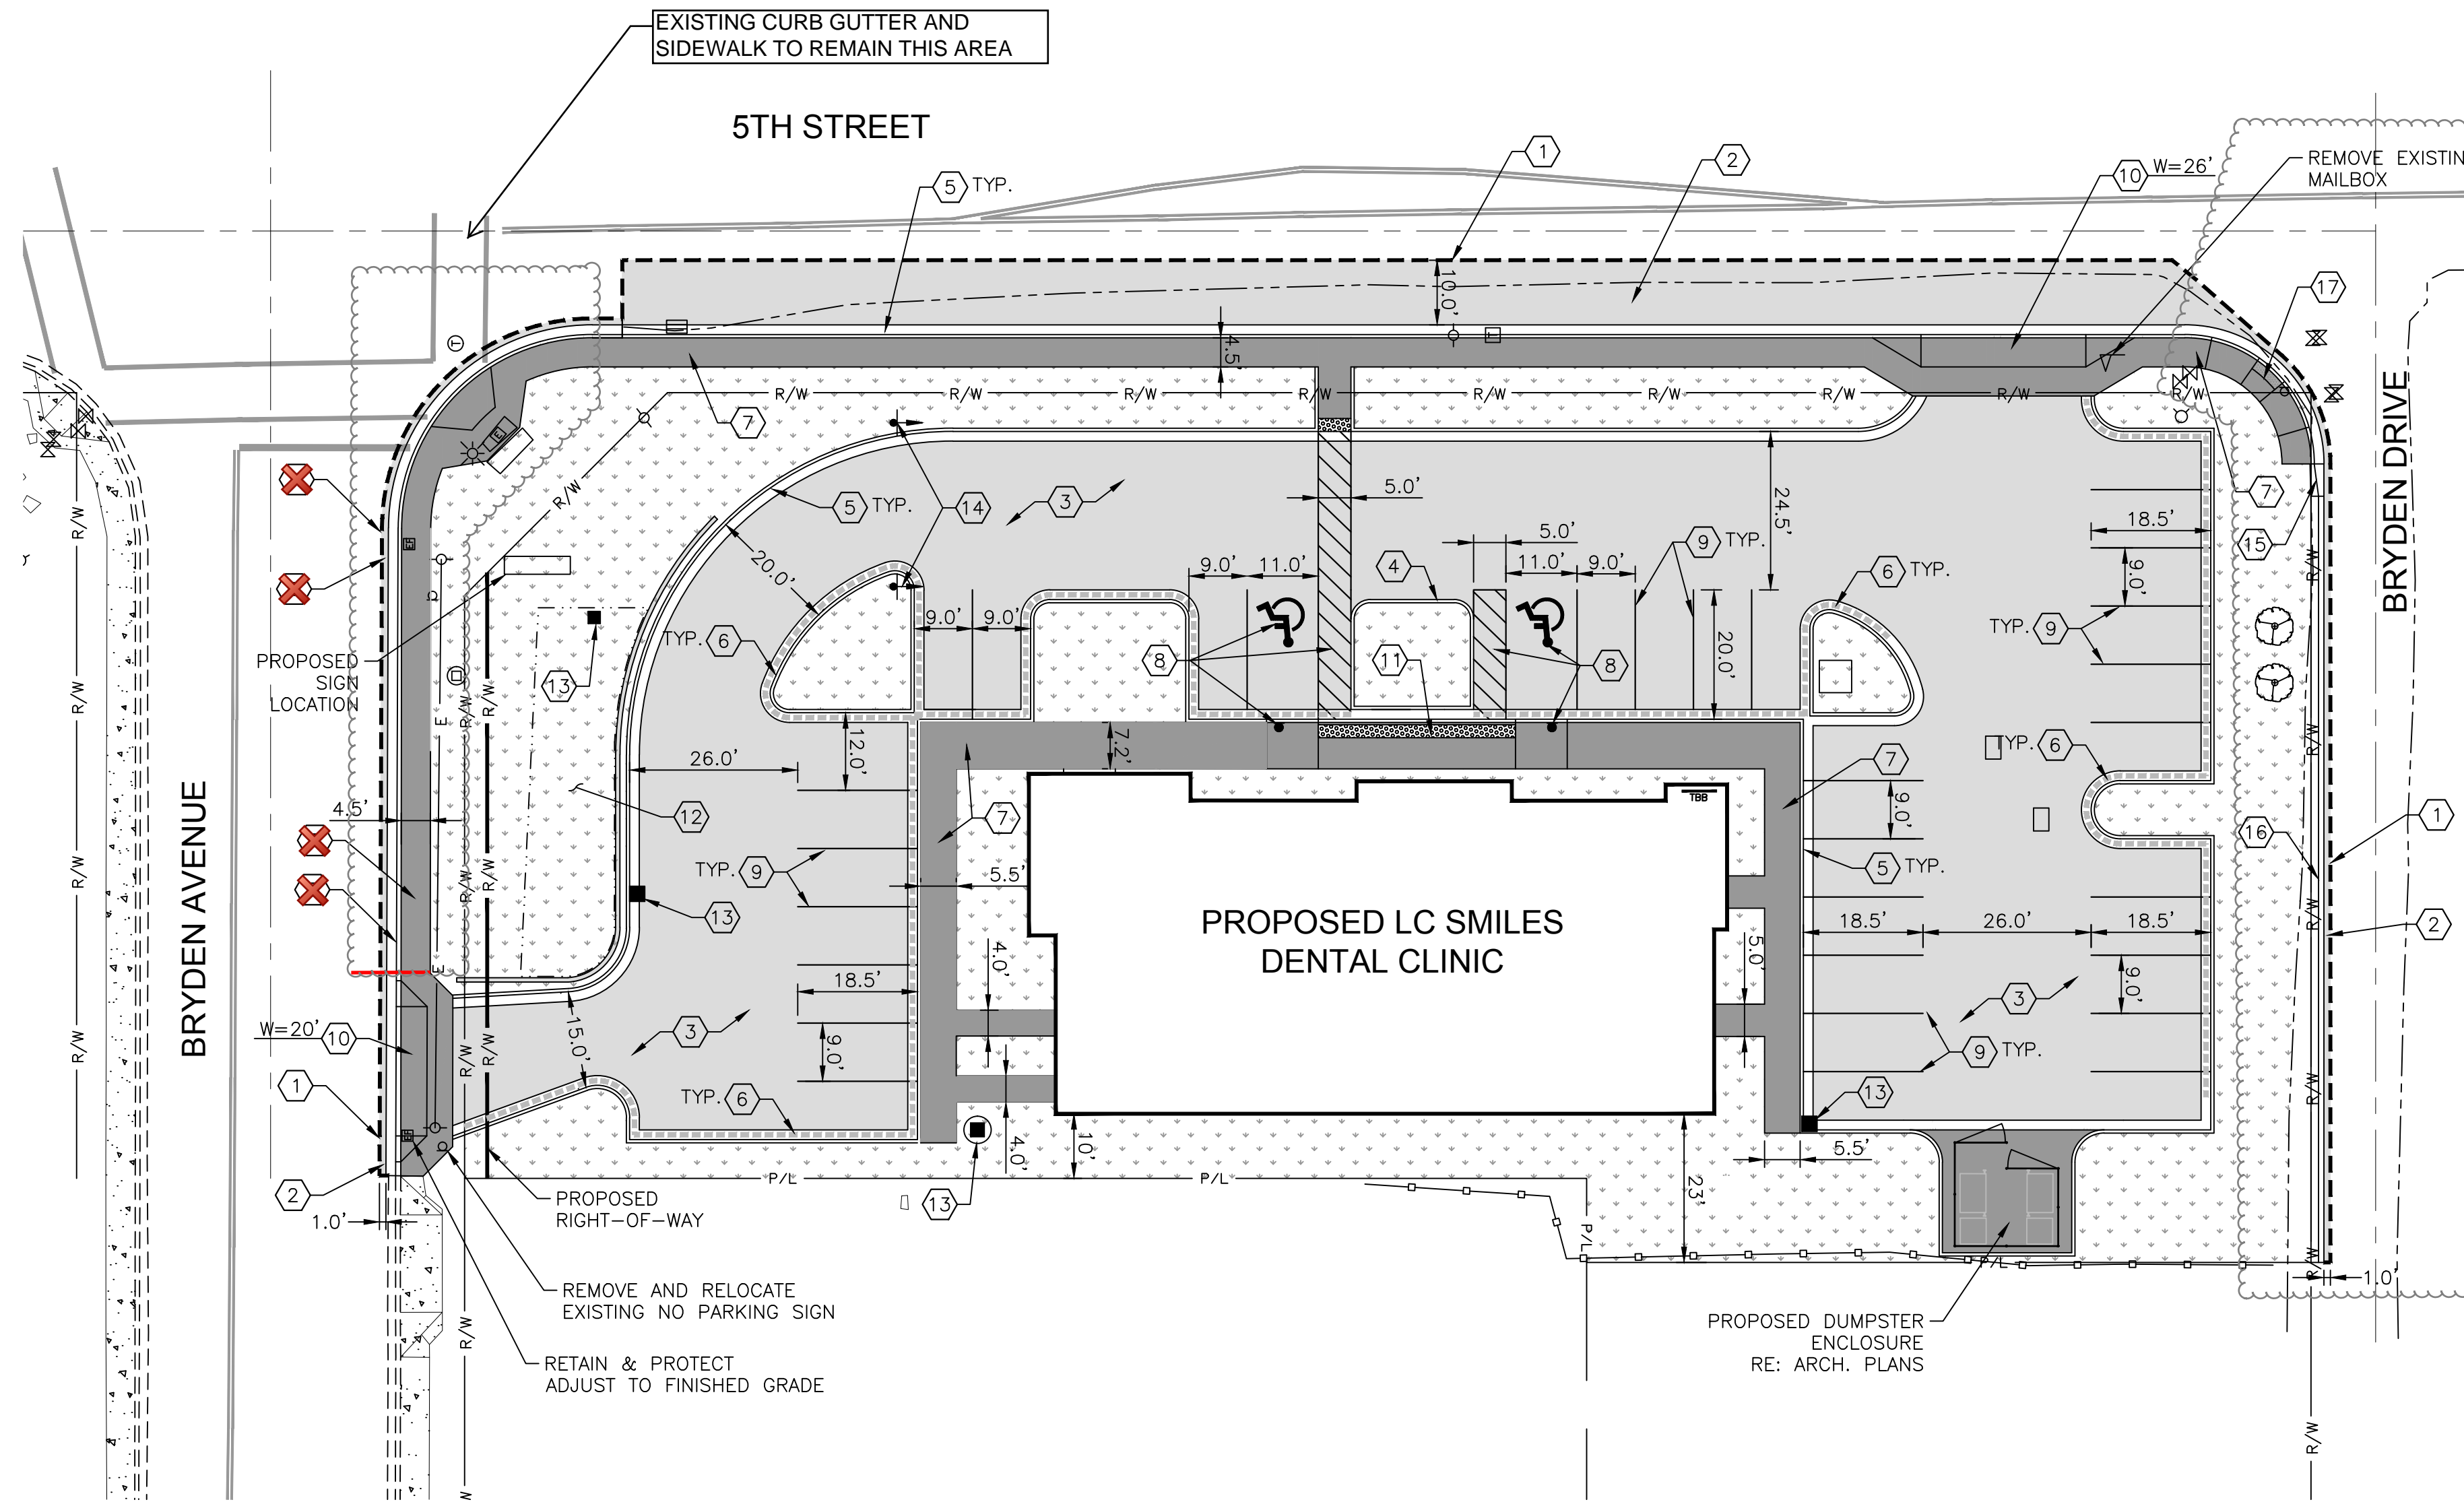 EXISTING CURB GUTTER AND
SIDEWALK TO REMAIN THIS AREA
5TH STREET
1
2
5 TYP.
10 W=26'
MAILBOX
17
10.0'
4.5'
R/W R/W R/W R/W R/W R/W R/W R/W R/W
7
R/W
5 TYP.
14
3
5.0'
24.5'
7
18.5'
15
BRYDEN DRIVE
20.0'
9.0' 11.0'
4
5.0'
11.0' 9.0'
9 TYP.
6 TYP.
9.0'
TYP. 9
9.0' 9.0'
TYP. 6
8
11
8
20.0'
PROPOSED
SIGN
LOCATION
13
E
R/W
R/W
R/W
R/W
12.0'
7.2'
26.0'
TYP. 6
7
9.0'
TBB
BRYDEN AVENUE
4.5'
12
7
16
1
TYP. 9
5.5'
5 TYP.
13
PROPOSED LC SMILES
DENTAL CLINIC
18.5' 26.0' 18.5'
2
4.0'
5.0'
18.5'
9.0'
3
W=20' 10
15.0'
3
9.0'
9 TYP.
R/W
R/W
R/W
1
TYP. 6
13
EF
4.0'
10'
5.5'
2
1.0'
P/L
P/L
13
23'
P/L
P/L
1.0'
PROPOSED
RIGHT-OF-WAY
REMOVE AND RELOCATE
EXISTING NO PARKING SIGN
RETAIN & PROTECT
ADJUST TO FINISHED GRADE
PROPOSED DUMPSTER
ENCLOSURE
RE: ARCH. PLANS
R/W
R/W